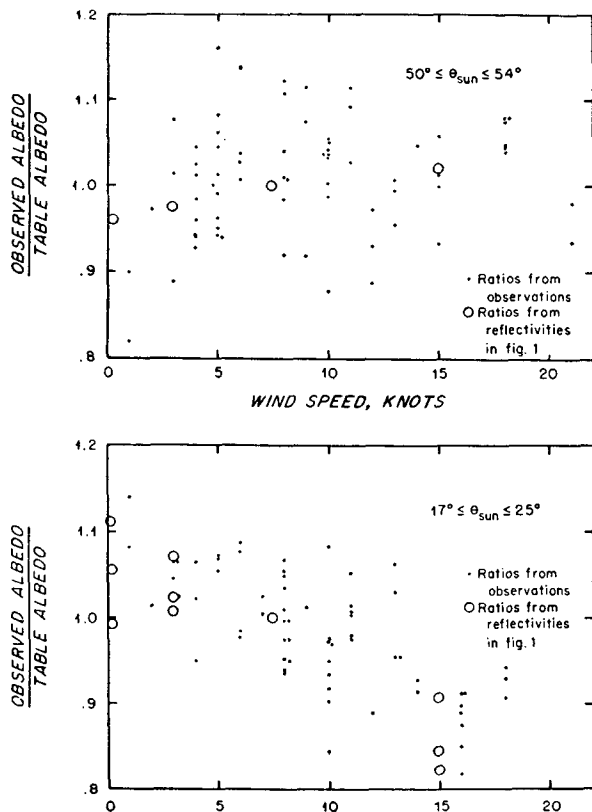 1.2
1.1
1.0
.9
.8
OBSERVED ALBEDO
TABLE ALBEDO
50° ≤ θsun ≤ 54°
• Ratios from
observations
○ Ratios from
reflectivities
in fig. 1
0 5 10 15 20
WIND SPEED, KNOTS
1.2
1.1
1.0
.9
.8
OBSERVED ALBEDO
TABLE ALBEDO
17° ≤ θsun ≤ 25°
• Ratios from
observations
○ Ratios from
reflectivities
in fig. 1
0 5 10 15 20